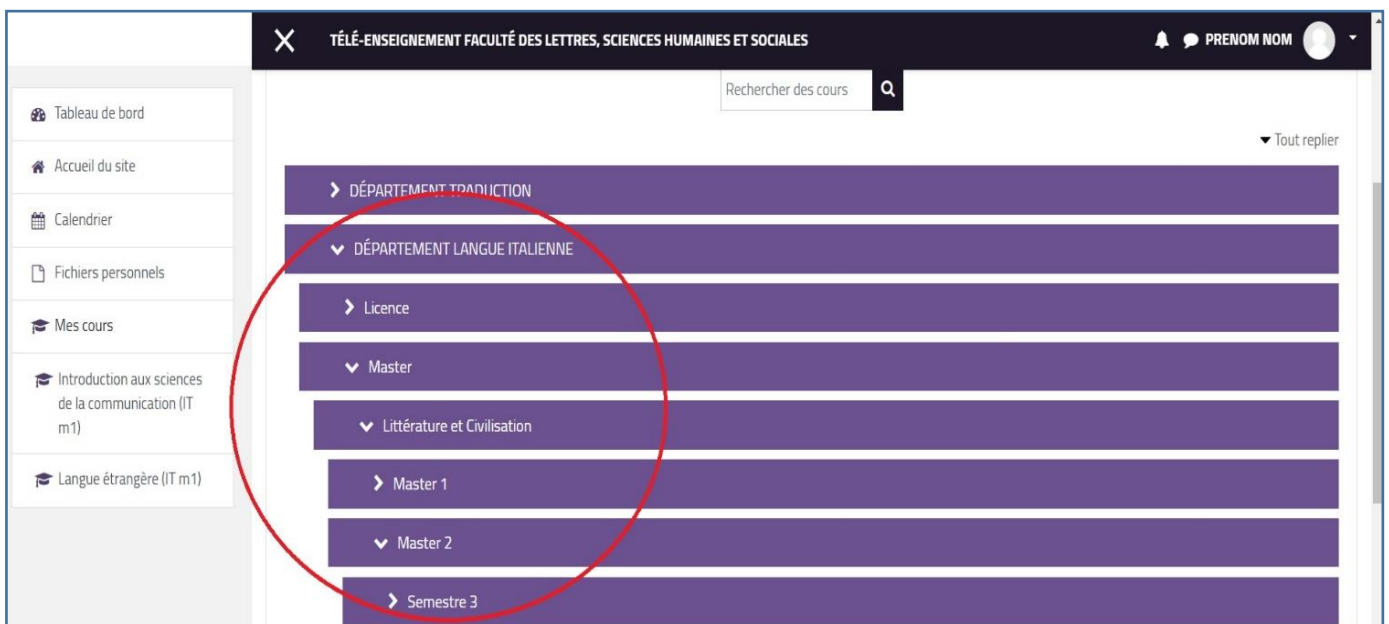 TÉLÉ-ENSEIGNEMENT FACULTÉ DES LETTRES, SCIENCES HUMAINES ET SOCIALES
PRENOM NOM
Tableau de bord
Accueil du site
Calendrier
Fichiers personnels
Mes cours
Introduction aux sciences
de la communication (IT
m1)
Langue étrangère (IT m1)
Rechercher des cours
Tout replier
DÉPARTEMENT TRADUCTION
DÉPARTEMENT LANGUE ITALIENNE
Licence
Master
Littérature et Civilisation
Master 1
Master 2
Semestre 3